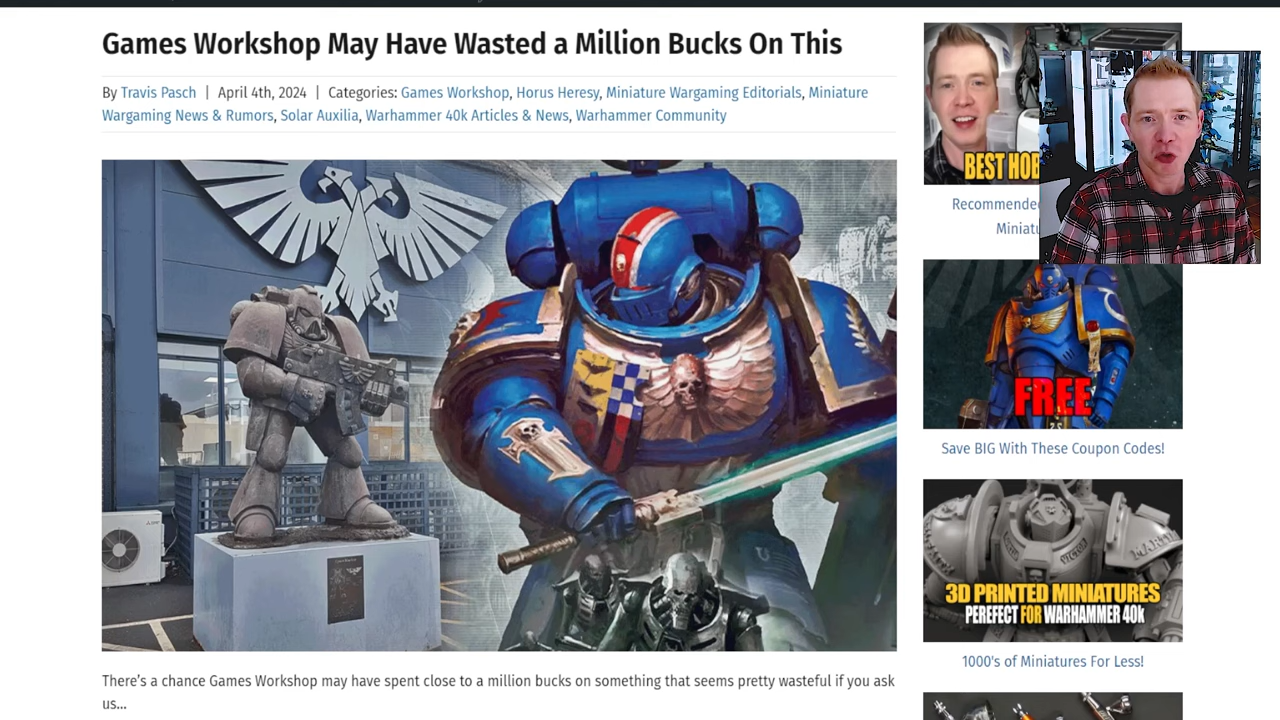 Games Workshop May Have Wasted a Million Bucks On This
By Travis Pasch | April 4th, 2024 | Categories: Games Workshop, Horus Heresy, Miniature Wargaming Editorials, Miniature
Wargaming News & Rumors, Solar Auxilia, Warhammer 40k Articles & News, Warhammer Community
There's a chance Games Workshop may have spent close to a million bucks on something that seems pretty wasteful if you ask
us...
BEST
Recommended
FREE
Save BIG With These Coupon Codes!
3D PRINTED MINIATURES
PEREFECT FOR WARHAMMER 40k
1000's of Miniatures For Less!